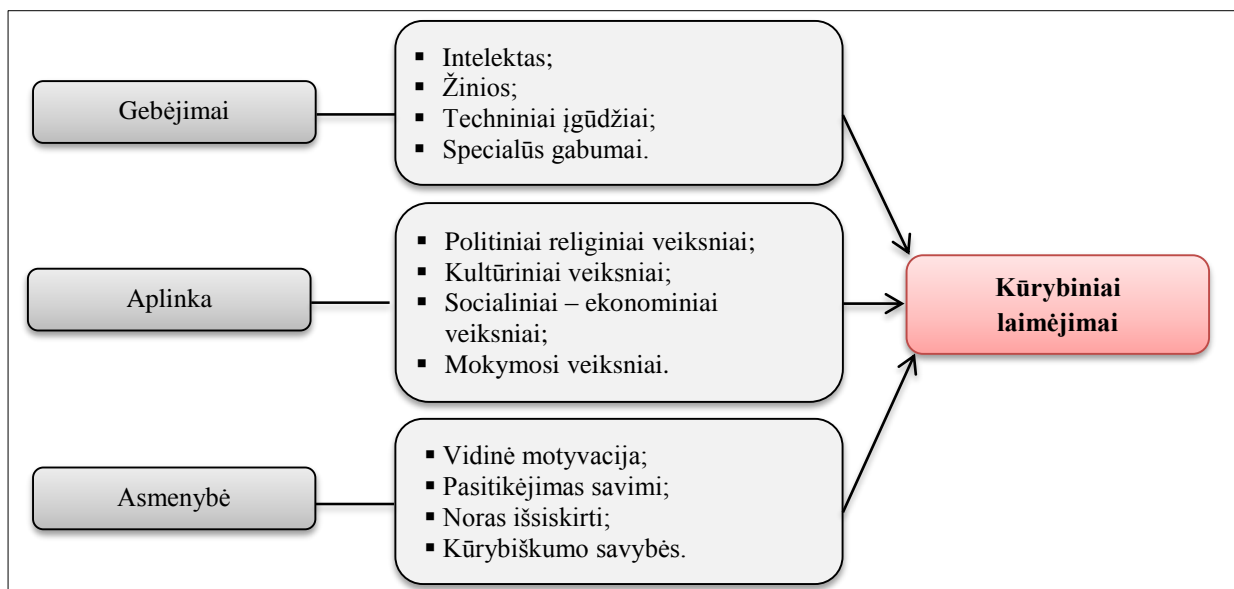 Gebėjimai
▪ Intelektas;
▪ Žinios;
▪ Techniniai įgūdžiai;
▪ Specialūs gabumai.
Aplinka
▪ Politiniai religiniai veiksniai;
▪ Kultūriniai veiksniai;
▪ Socialiniai – ekonominiai
veiksniai;
▪ Mokymosi veiksniai.
Asmenybė
▪ Vidinė motyvacija;
▪ Pasitikėjimas savimi;
▪ Noras išsiskirti;
▪ Kūrybiškumo savybės.
Kūrybiniai
laimėjimai